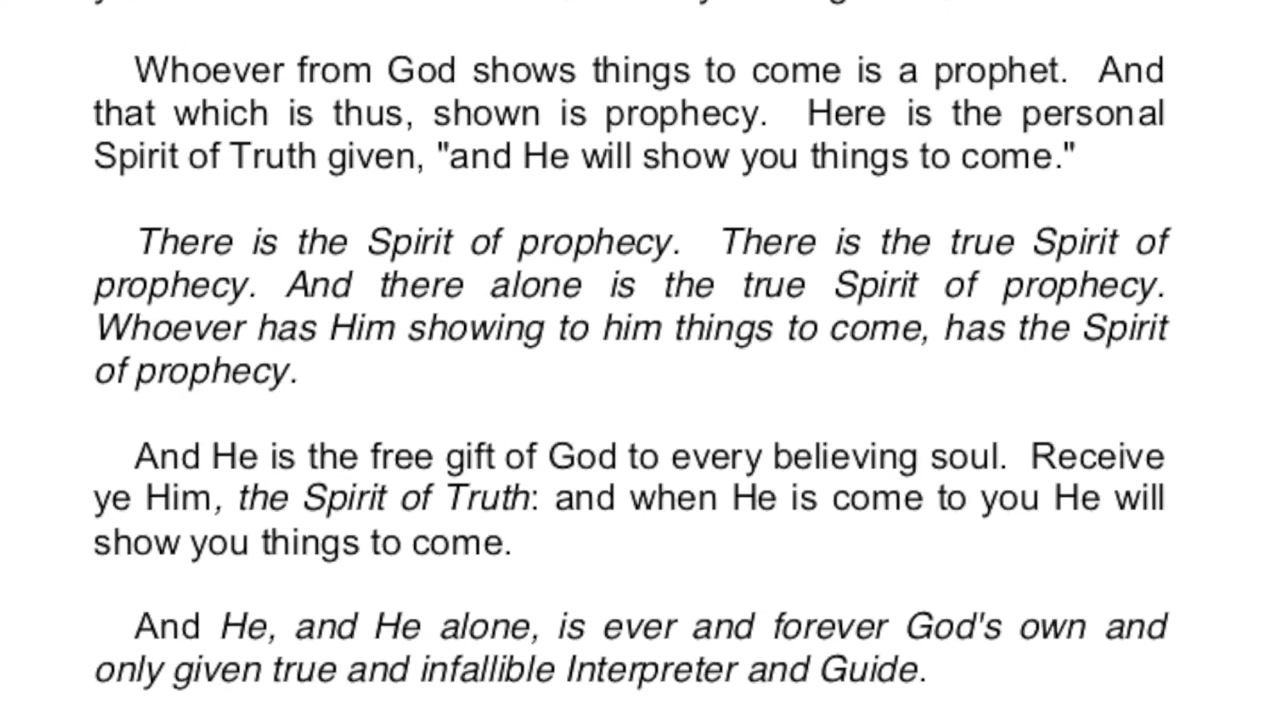 Whoever from God shows things to come is a prophet. And
that which is thus, shown is prophecy. Here is the personal
Spirit of Truth given, "and He will show you things to come."
There is the Spirit of prophecy. There is the true Spirit of
prophecy. And there alone is the true Spirit of prophecy.
Whoever has Him showing to him things to come, has the Spirit
of prophecy.
And He is the free gift of God to every believing soul. Receive
ye Him, the Spirit of Truth: and when He is come to you He will
show you things to come.
And He, and He alone, is ever and forever God's own and
only given true and infallible Interpreter and Guide.